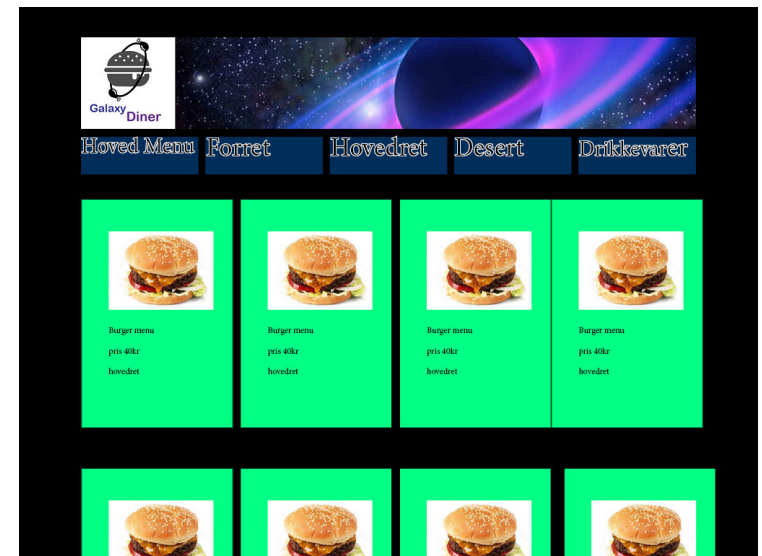 Galaxy
Diner
Hoved Menu Forret Hovedret Desert Drikkevarer
Burger menu Burger menu Burger menu Burger menu
pris 40kr pris 40kr pris 40kr pris 40kr
hovedret hovedret hovedret hovedret